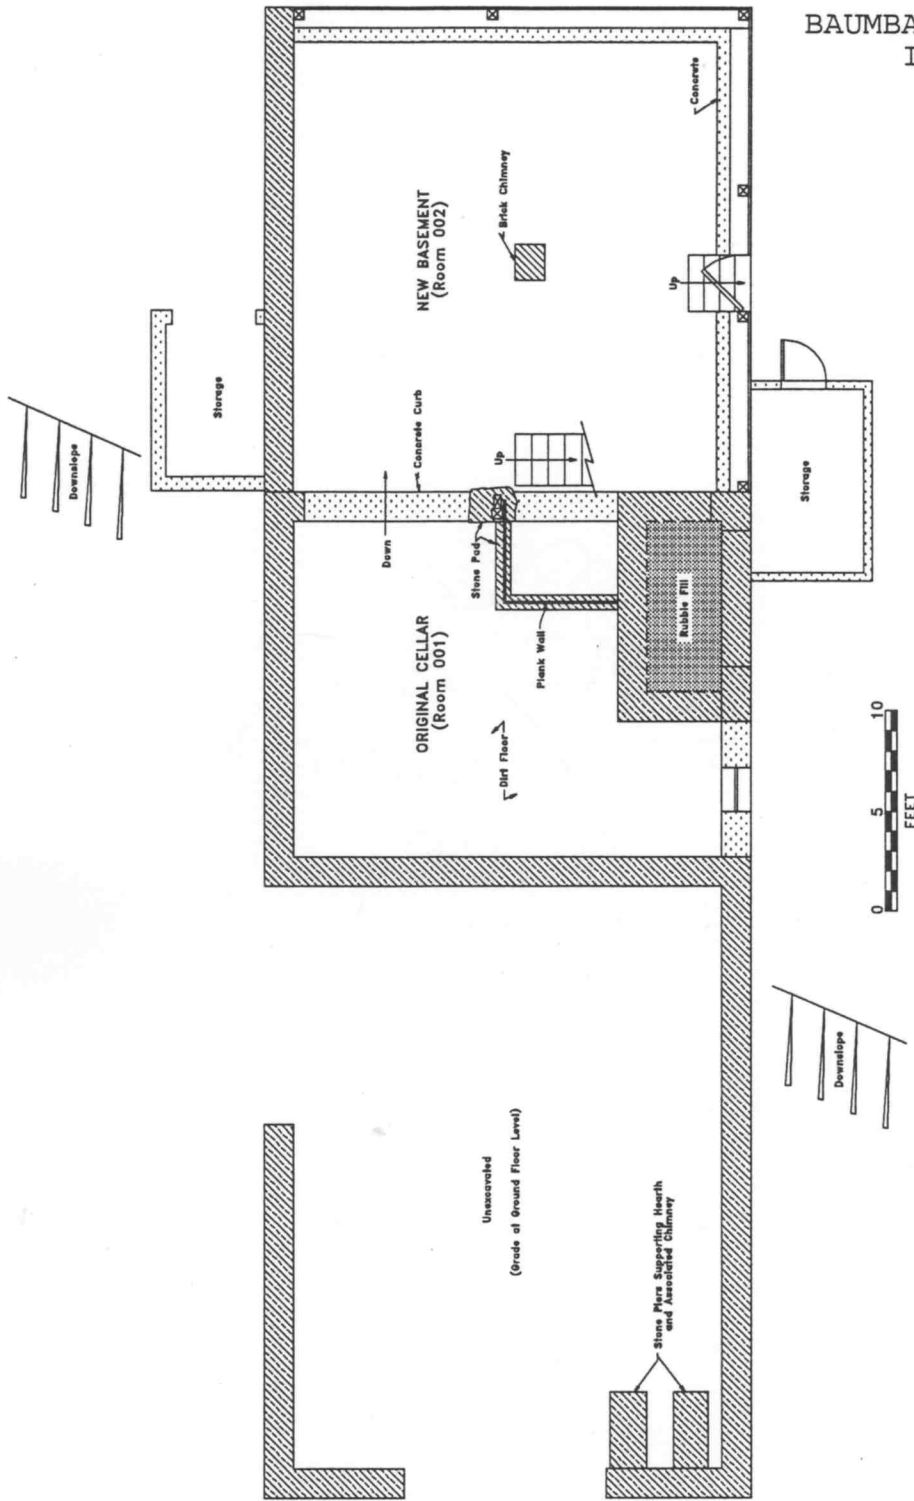 BAUMBA
I
Concrete
Brick Chimney
NEW BASEMENT
(Room 002)
Up
Storage
Downslope
Concrete Curb
Up
Storage
Down
Stone Pad
Rubble Fill
Plank Wall
ORIGINAL CELLAR
(Room 001)
Dirt Floor
0 5 10
FEET
Downslope
Unexcavated
(Grade at Ground Floor Level)
Stone Piers Supporting Hearth
and Associated Chimney